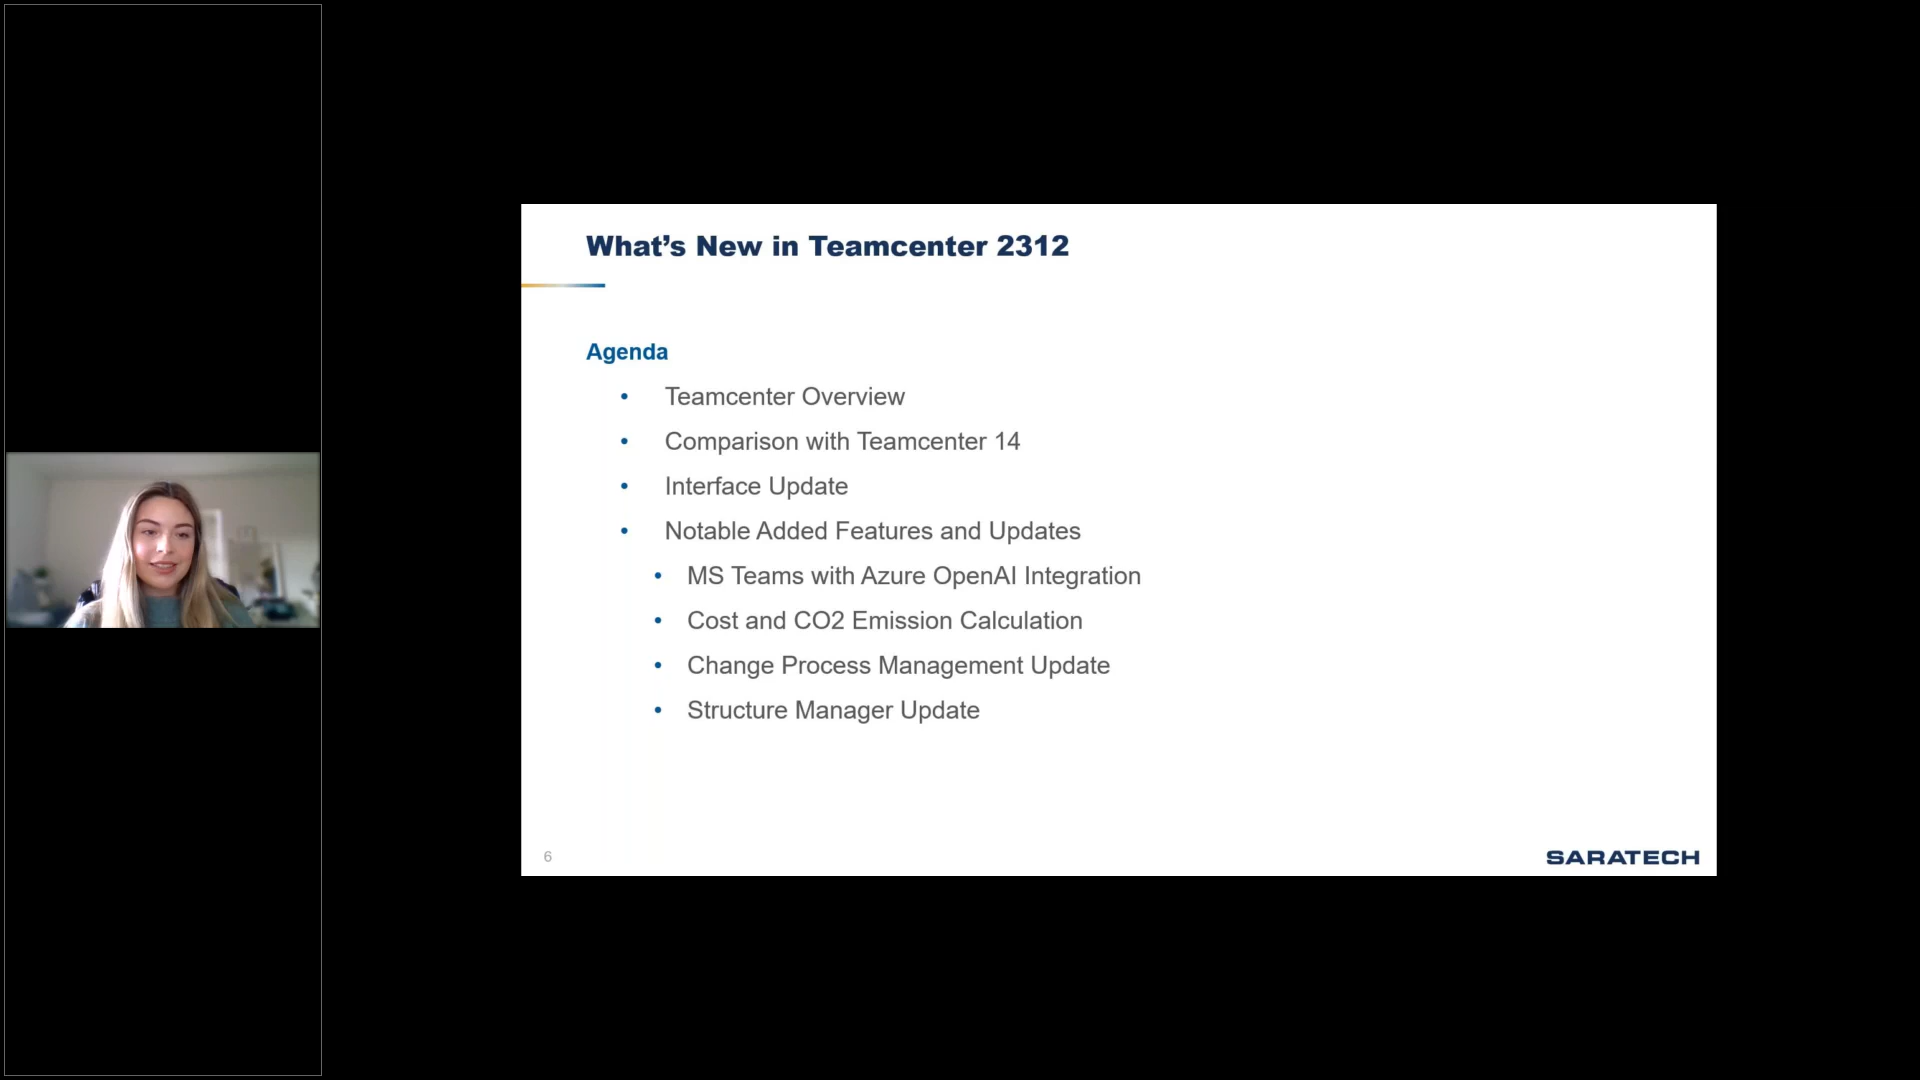 What’s New in Teamcenter 2312
Agenda
• Teamcenter Overview
• Comparison with Teamcenter 14
• Interface Update
• Notable Added Features and Updates
• MS Teams with Azure OpenAI Integration
• Cost and CO2 Emission Calculation
• Change Process Management Update
• Structure Manager Update
6
SARATECH